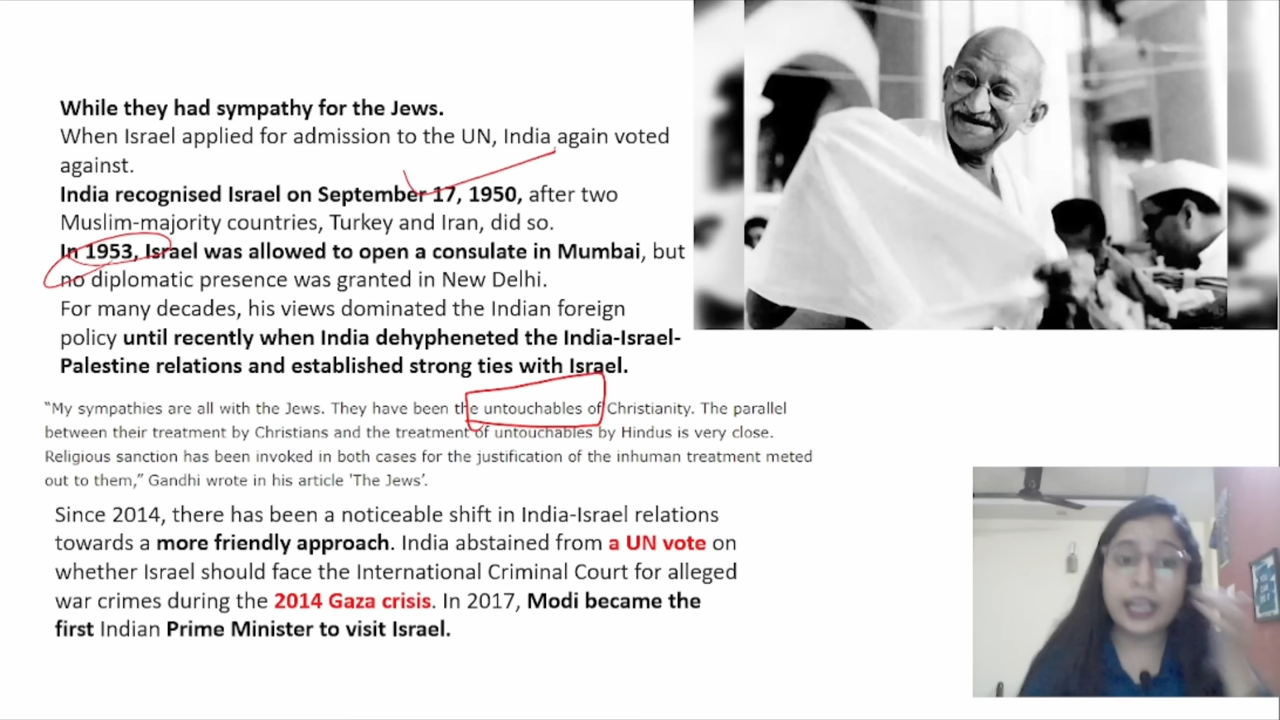 While they had sympathy for the Jews.
When Israel applied for admission to the UN, India again voted
against.
India recognised Israel on September 17, 1950, after two
Muslim-majority countries, Turkey and Iran, did so.
In 1953, Israel was allowed to open a consulate in Mumbai, but
no diplomatic presence was granted in New Delhi.
For many decades, his views dominated the Indian foreign
policy until recently when India dehypheneted the India-Israel-
Palestine relations and established strong ties with Israel.
“My sympathies are all with the Jews. They have been the untouchables of Christianity. The parallel
between their treatment by Christians and the treatment of untouchables by Hindus is very close.
Religious sanction has been invoked in both cases for the justification of the inhuman treatment meted
out to them,” Gandhi wrote in his article 'The Jews’.
Since 2014, there has been a noticeable shift in India-Israel relations
towards a more friendly approach. India abstained from a UN vote on
whether Israel should face the International Criminal Court for alleged
war crimes during the 2014 Gaza crisis. In 2017, Modi became the
first Indian Prime Minister to visit Israel.